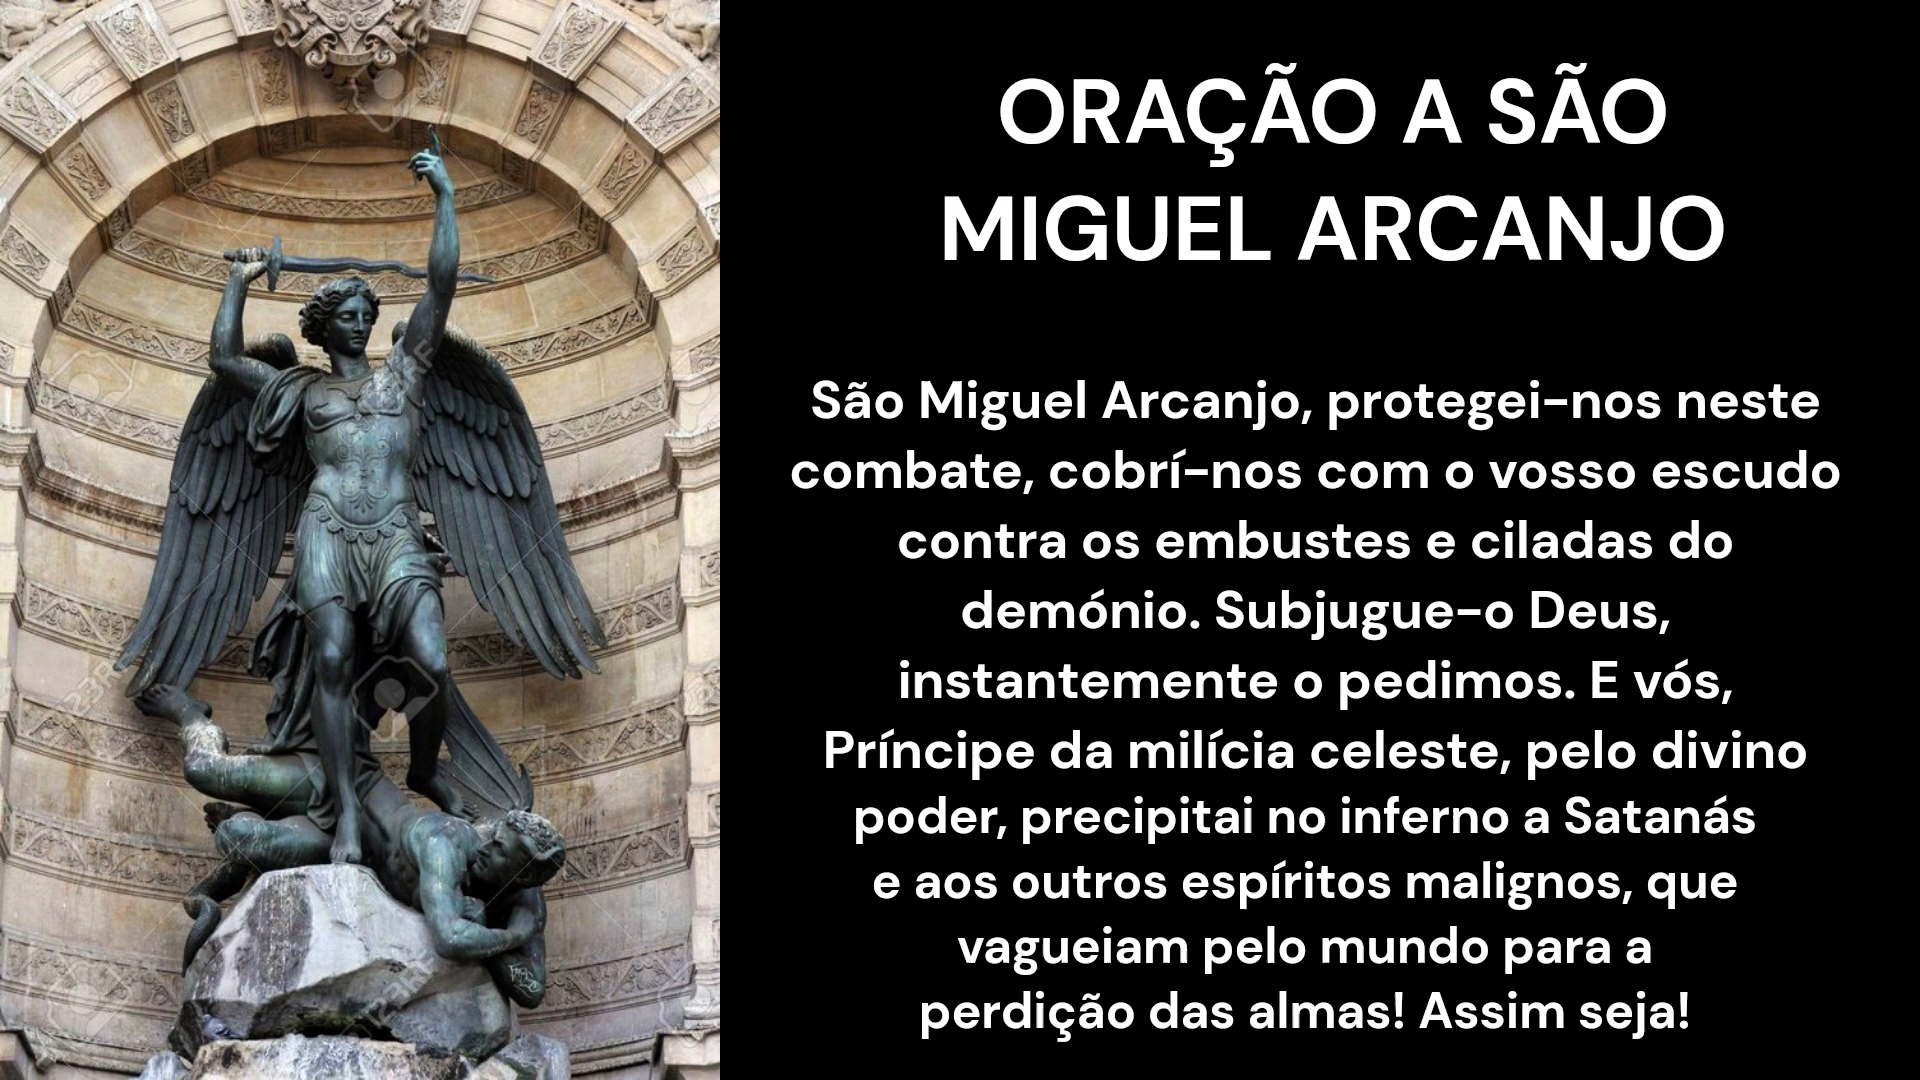 ORAÇÃO A SÃO
MIGUEL ARCANJO
São Miguel Arcanjo, protegei-nos neste
combate, cobrí-nos com o vosso escudo
contra os embustes e ciladas do
demónio. Subjugue-o Deus,
instantemente o pedimos. E vós,
Príncipe da milícia celeste, pelo divino
poder, precipitai no inferno a Satanás
e aos outros espíritos malignos, que
vagueiam pelo mundo para a
perdição das almas! Assim seja!